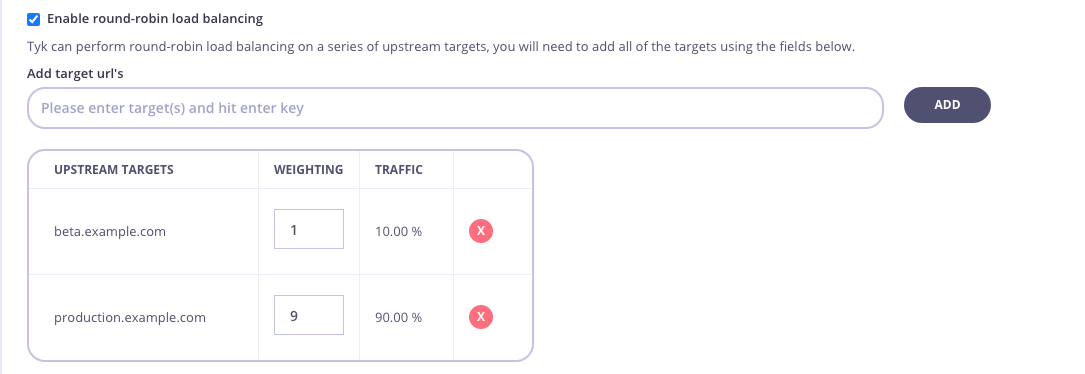 Enable round-robin load balancing
Tyk can perform round-robin load balancing on a series of upstream targets, you will need to add all of the targets using the fields below.
Add target url's
Please enter target(s) and hit enter key
ADD
UPSTREAM TARGETS WEIGHTING TRAFFIC
beta.example.com 1 10.00 % X
production.example.com 9 90.00 % X